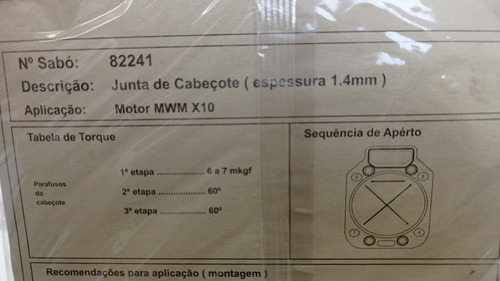 Nº Sabó: 82241
Descrição: Junta de Cabeçote ( espessura 1.4mm )
Aplicação: Motor MWM X10
Tabela de Torque
Sequência de Apérto
Parafusos
do
cabeçote
1ª etapa .................... 6 a 7 mkgf
2ª etapa .................... 60º
3ª etapa .................... 60º
Recomendações para aplicação ( montagem )